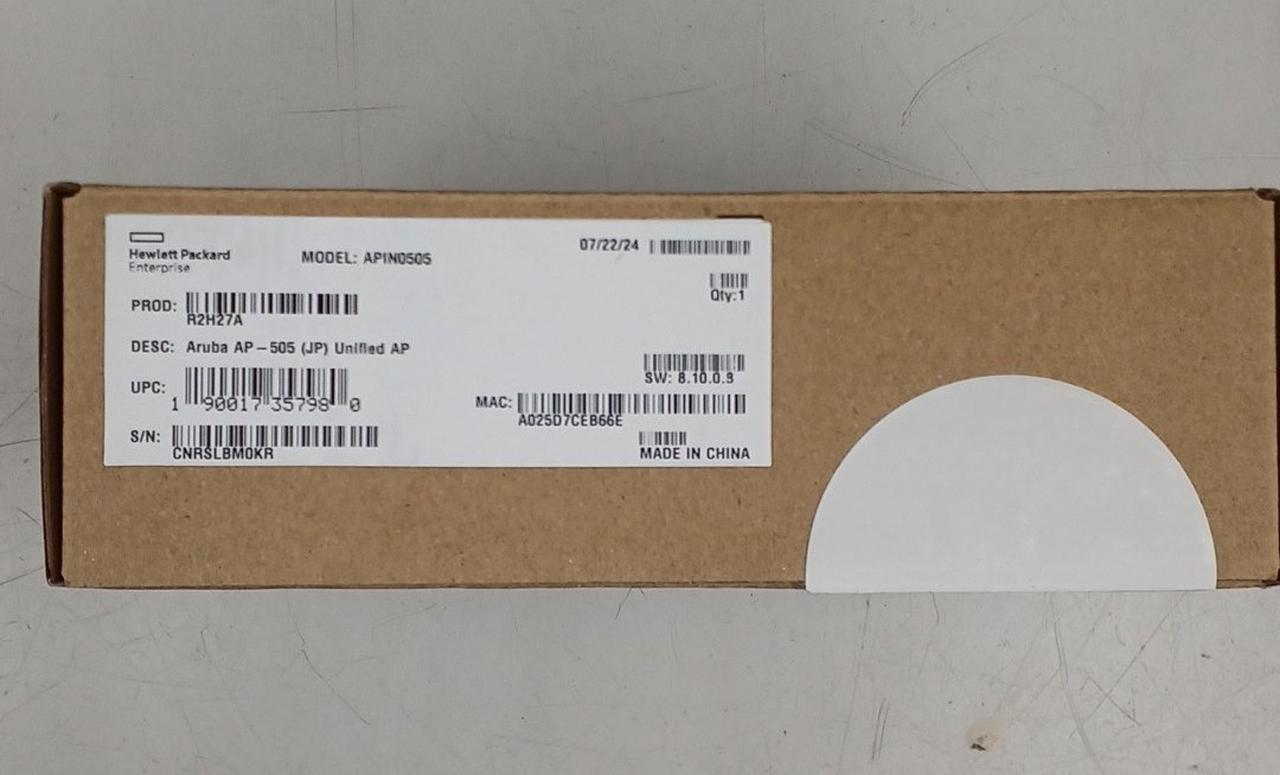 Hewlett Packard
Enterprise
MODEL: APIN0505
07/22/24
Qty:1
PROD:
R2H27A
DESC: Aruba AP-505 (JP) Unified AP
SW: 8.10.0.8
UPC:
1 90017 35798 0
MAC:
A025D7CEB66E
S/N:
CNRSLBM0KR
MADE IN CHINA